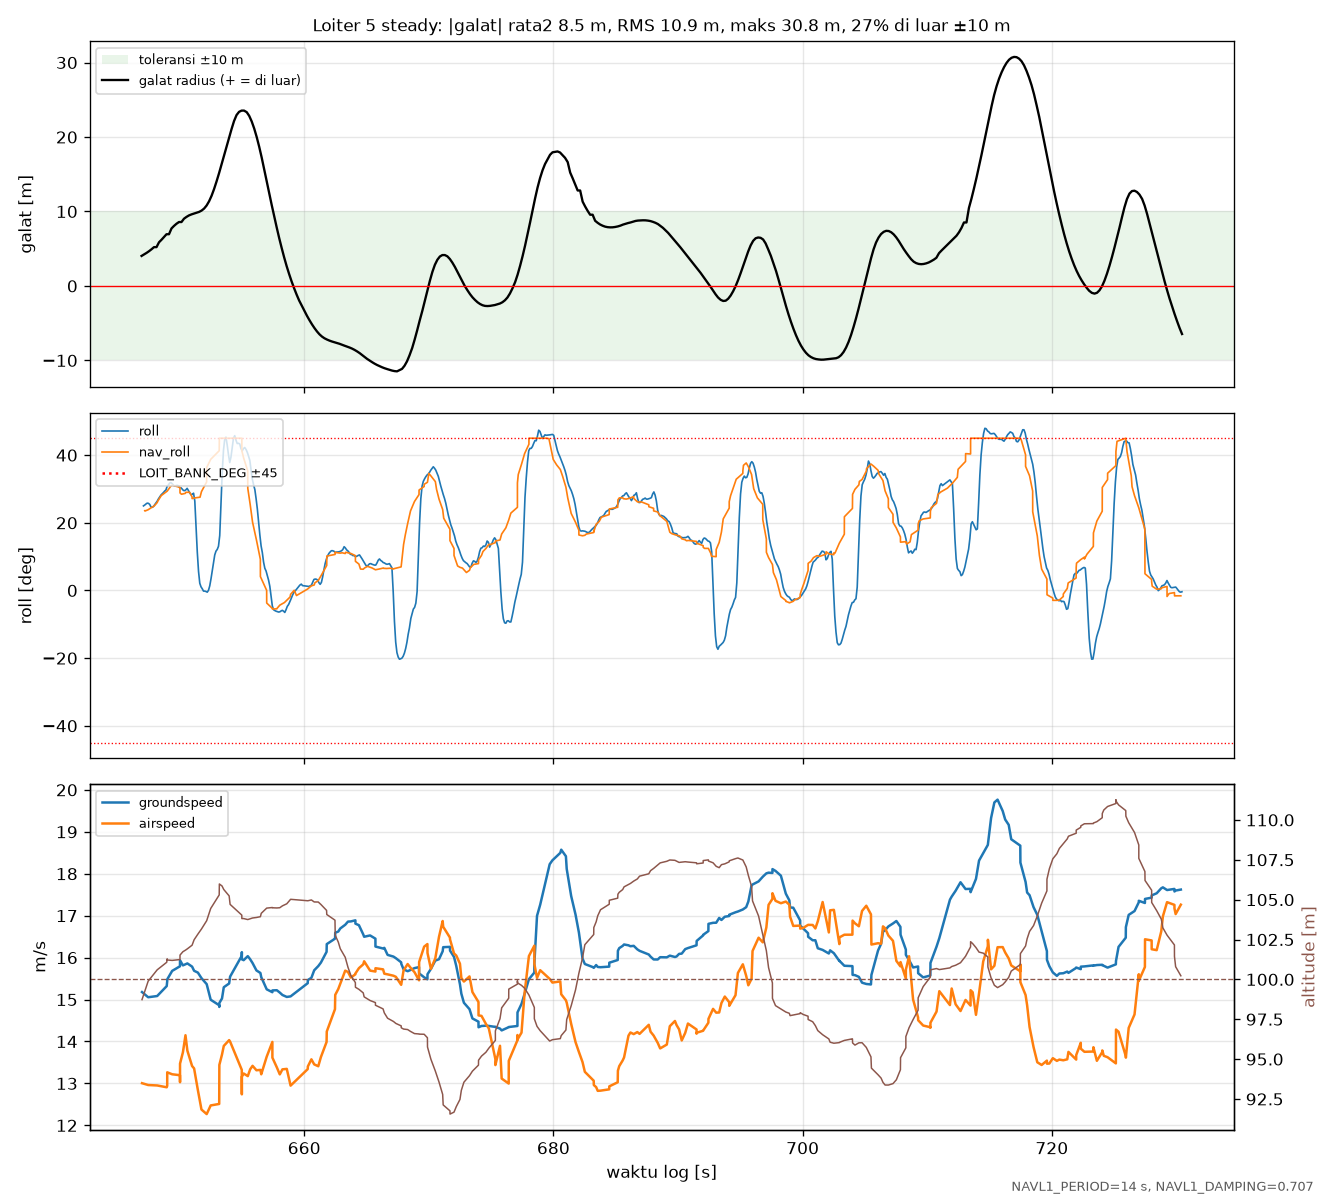 Loiter 5 steady: |galat| rata2 8.5 m, RMS 10.9 m, maks 30.8 m, 27% di luar ±10 m
toleransi ±10 m
galat radius (+ = di luar)
galat [m]
30
20
10
0
−10
roll
nav_roll
LOIT_BANK_DEG ±45
roll [deg]
40
20
0
−20
−40
groundspeed
airspeed
m/s
20
19
18
17
16
15
14
13
12
110.0
107.5
105.0
102.5
100.0
97.5
95.0
92.5
altitude [m]
660
680
700
720
waktu log [s]
NAVL1_PERIOD=14 s, NAVL1_DAMPING=0.707